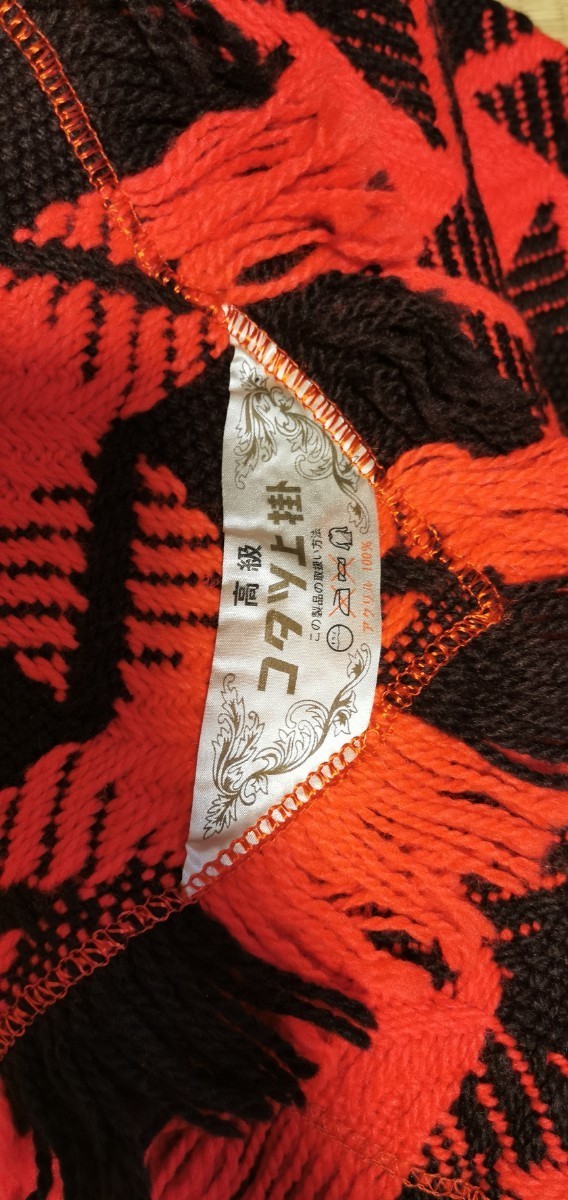 高級
コタツ上掛
この製品の取扱い方法
アクリル 100%